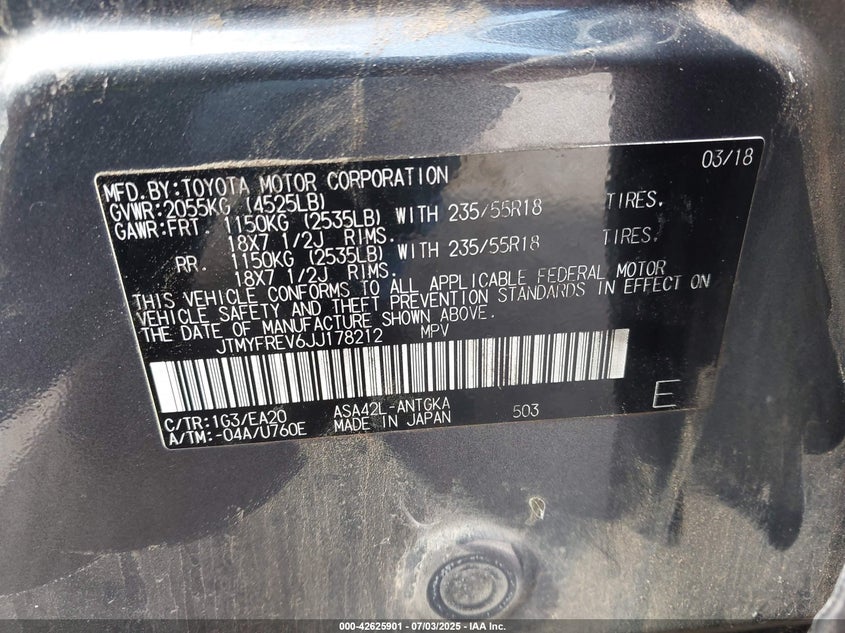 03/18
MFD.BY:TOYOTA MOTOR CORPORATION
GVWR:2055KG (4525LB)
GAWR:FRT. 1150KG (2535LB) WITH 235/55R18 TIRES.
18X7 1/2J RIMS.
RR. 1150KG (2535LB) WITH 235/55R18 TIRES.
18X7 1/2J RIMS.
THIS VEHICLE CONFORMS TO ALL APPLICABLE FEDERAL MOTOR
VEHICLE SAFETY AND THEFT PREVENTION STANDARDS IN EFFECT ON
THE DATE OF MANUFACTURE SHOWN ABOVE.
JTMYFREV6JJ178212 MPV
C/TR:1G3/EA20 ASA42L-ANTGKA 503 E
A/TM:-04A/U760E MADE IN JAPAN
000-42625901 - 07/03/2025 - IAA Inc.